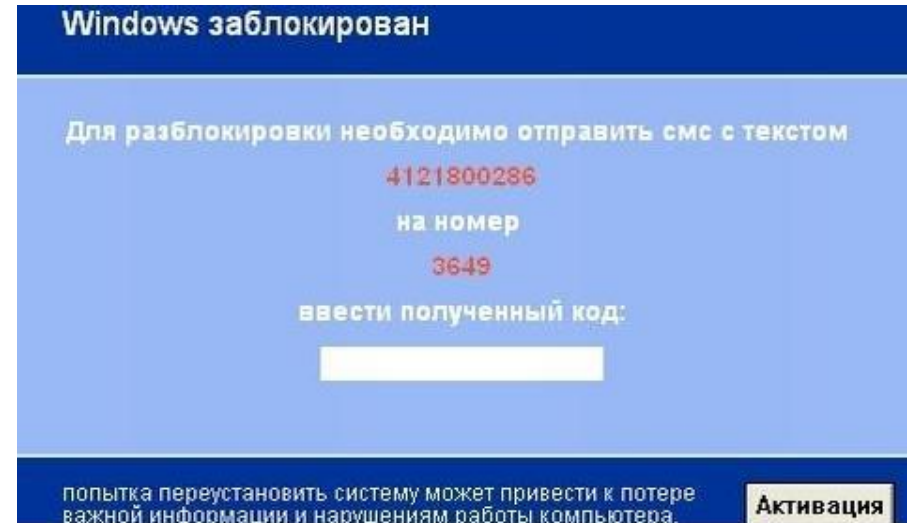 Windows заблокирован
Для разблокировки необходимо отправить смс с текстом
4121800286
на номер
3649
ввести полученный код:
попытка переустановить систему может привести к потере
важной информации и нарушениям работы компьютера.
Активация